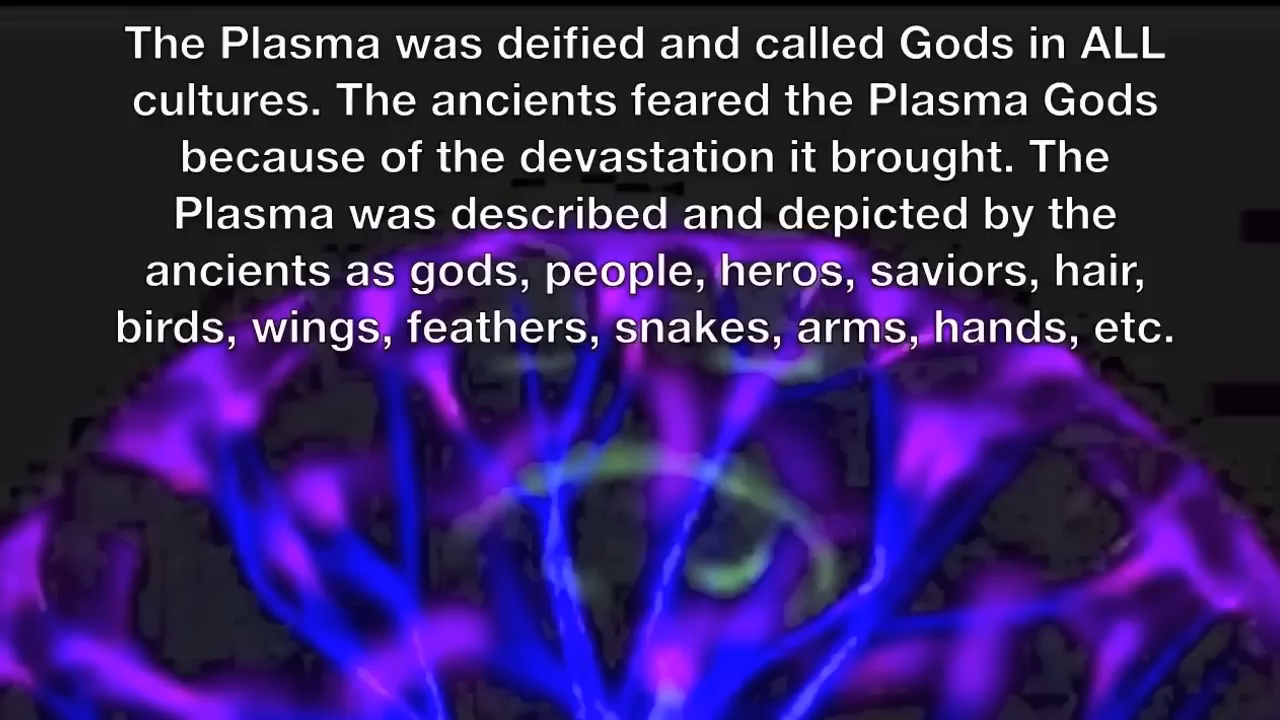 The Plasma was deified and called Gods in ALL
cultures. The ancients feared the Plasma Gods
because of the devastation it brought. The
Plasma was described and depicted by the
ancients as gods, people, heros, saviors, hair,
birds, wings, feathers, snakes, arms, hands, etc.